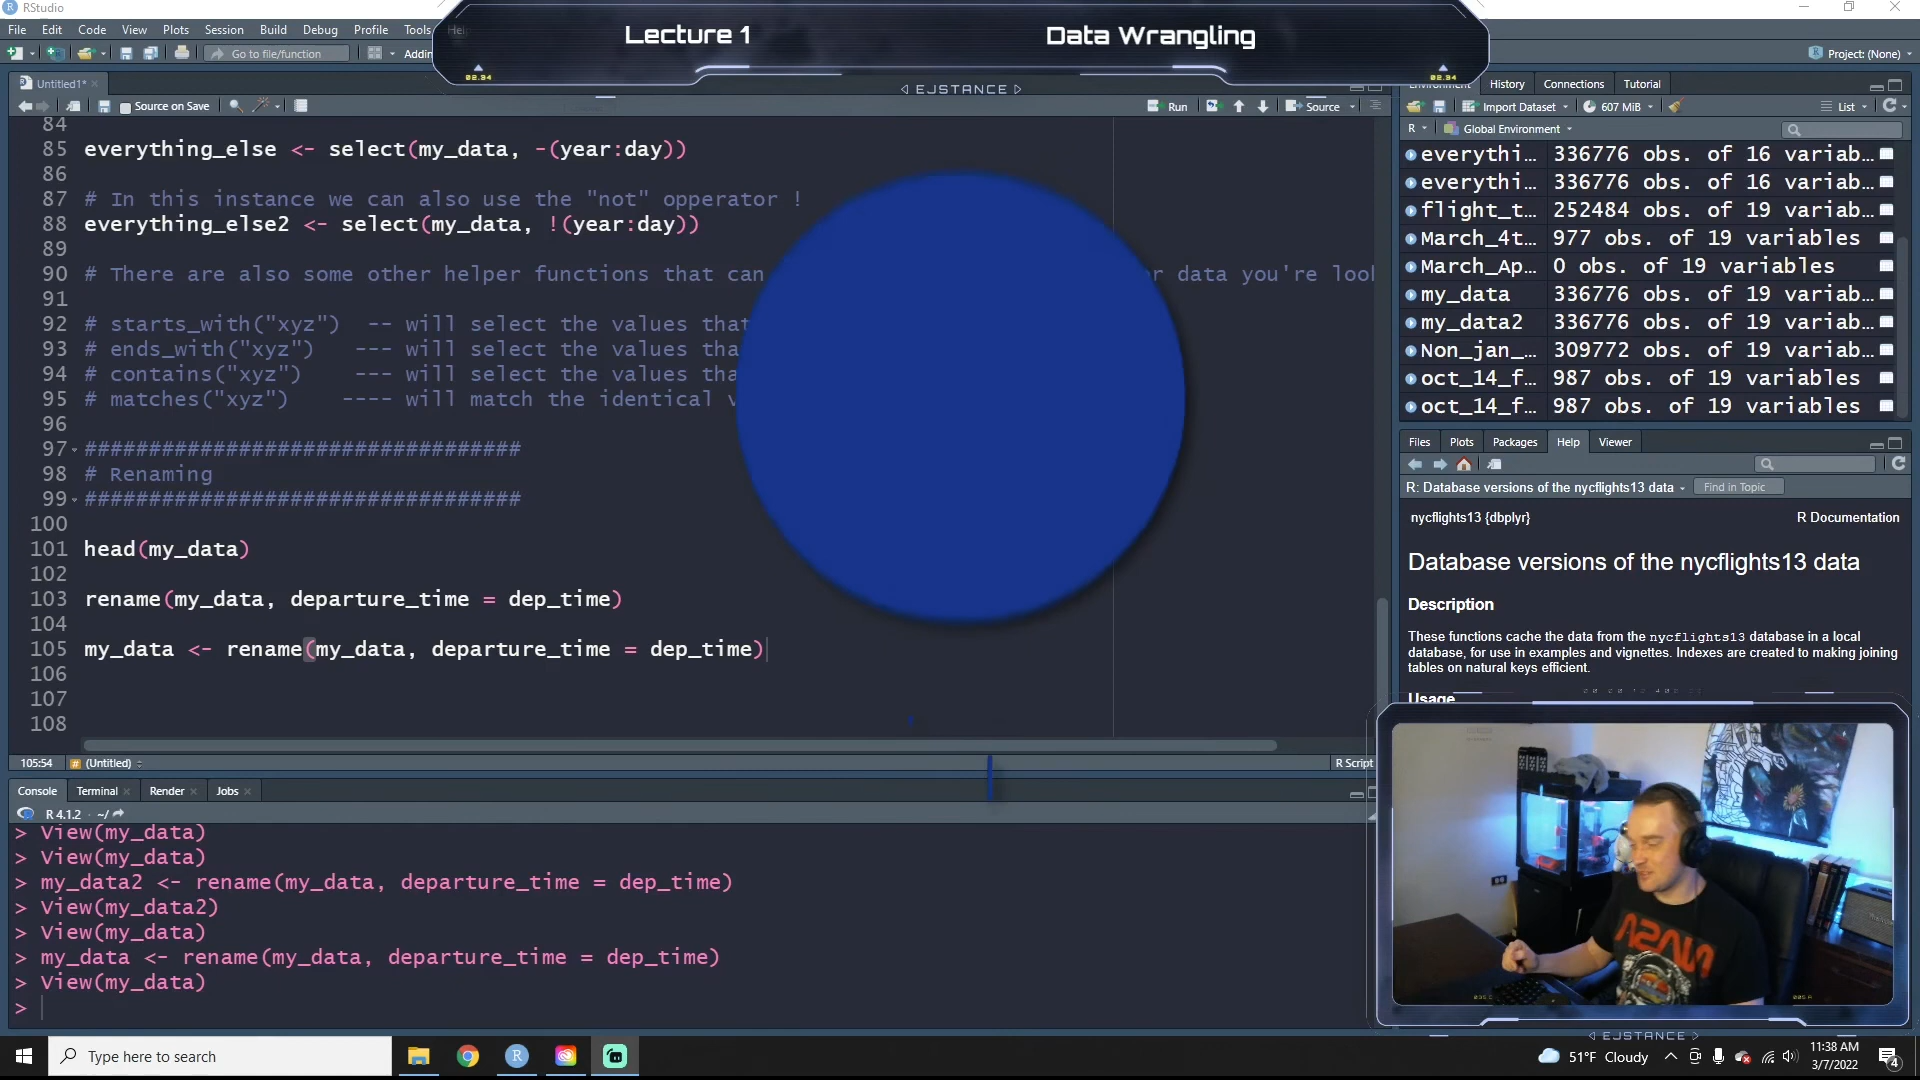 RStudio
File Edit Code View Plots Session Build Debug Profile Tools Help
Lecture 1
Data Wrangling
02.94
02.94
EJSTANCE
Go to file/function
Addin
Project: (None)
Untitled1*
Source on Save
Run
Source
84
85 everything_else <- select(my_data, -(year:day))
86
87 # In this instance we can also use the "not" opperator !
88 everything_else2 <- select(my_data, !(year:day))
89
90 # There are also some other helper functions that can
r data you're lool
91
92 # starts_with("xyz") -- will select the values that
93 # ends_with("xyz") --- will select the values tha
94 # contains("xyz") --- will select the values tha
95 # matches("xyz") ---- will match the identical v
96
97 ##################################
98 # Renaming
99 ##################################
100
101 head(my_data)
102
103 rename(my_data, departure_time = dep_time)
104
105 my_data <- rename(my_data, departure_time = dep_time)
106
107
108
105:54 # (Untitled) R Script
Console Terminal Render Jobs
R 4.1.2 · ~/
> View(my_data)
> View(my_data)
> my_data2 <- rename(my_data, departure_time = dep_time)
> View(my_data2)
> View(my_data)
> my_data <- rename(my_data, departure_time = dep_time)
> View(my_data)
>
Environment History Connections Tutorial
Import Dataset 607 MiB List
R Global Environment
everythi... 336776 obs. of 16 variab...
everythi... 336776 obs. of 16 variab...
flight_t... 252484 obs. of 19 variab...
March_4t... 977 obs. of 19 variables
March_Ap... 0 obs. of 19 variables
my_data 336776 obs. of 19 variab...
my_data2 336776 obs. of 19 variab...
Non_jan_... 309772 obs. of 19 variab...
oct_14_f... 987 obs. of 19 variables
oct_14_f... 987 obs. of 19 variables
Files Plots Packages Help Viewer
R: Database versions of the nycflights13 data Find in Topic
nycflights13 {dbplyr} R Documentation
Database versions of the nycflights13 data
Description
These functions cache the data from the nycflights13 database in a local
database, for use in examples and vignettes. Indexes are created to making joining
tables on natural keys efficient.
Usage
NASA
EJSTANCE
Type here to search
51°F Cloudy
11:38 AM
3/7/2022
4